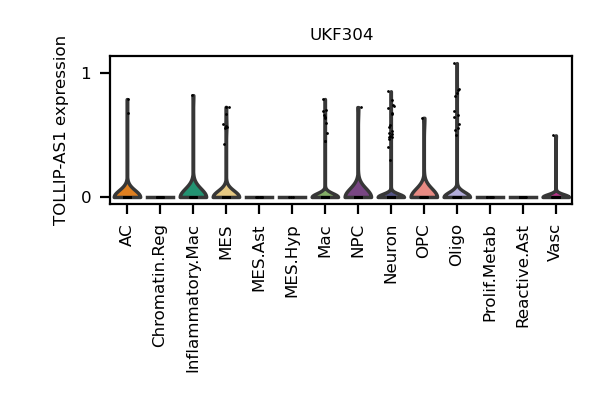 UKF304
TOLLIP-AS1 expression
1
0
AC
Chromatin.Reg
Inflammatory.Mac
MES
MES.Ast
MES.Hyp
Mac
NPC
Neuron
OPC
Oligo
Prolif.Metab
Reactive.Ast
Vasc